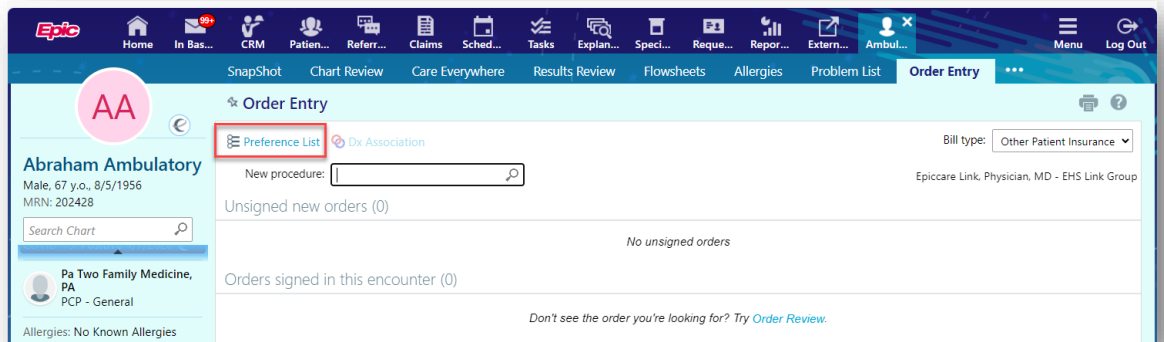 Epic
Home
99+
In Bas...
CRM
Patien...
Referr...
Claims
Sched...
Tasks
Explan...
Speci...
Reque...
Repor...
Extern...
Ambul...
Menu
Log Out
SnapShot Chart Review Care Everywhere Results Review Flowsheets Allergies Problem List Order Entry
AA
Abraham Ambulatory
Male, 67 y.o., 8/5/1956
MRN: 202428
Search Chart
Pa Two Family Medicine,
PA
PCP - General
Allergies: No Known Allergies
Order Entry
Preference List Dx Association
Bill type: Other Patient Insurance
New procedure:
Epiccare Link, Physician, MD - EHS Link Group
Unsigned new orders (0)
No unsigned orders
Orders signed in this encounter (0)
Don't see the order you're looking for? Try Order Review.